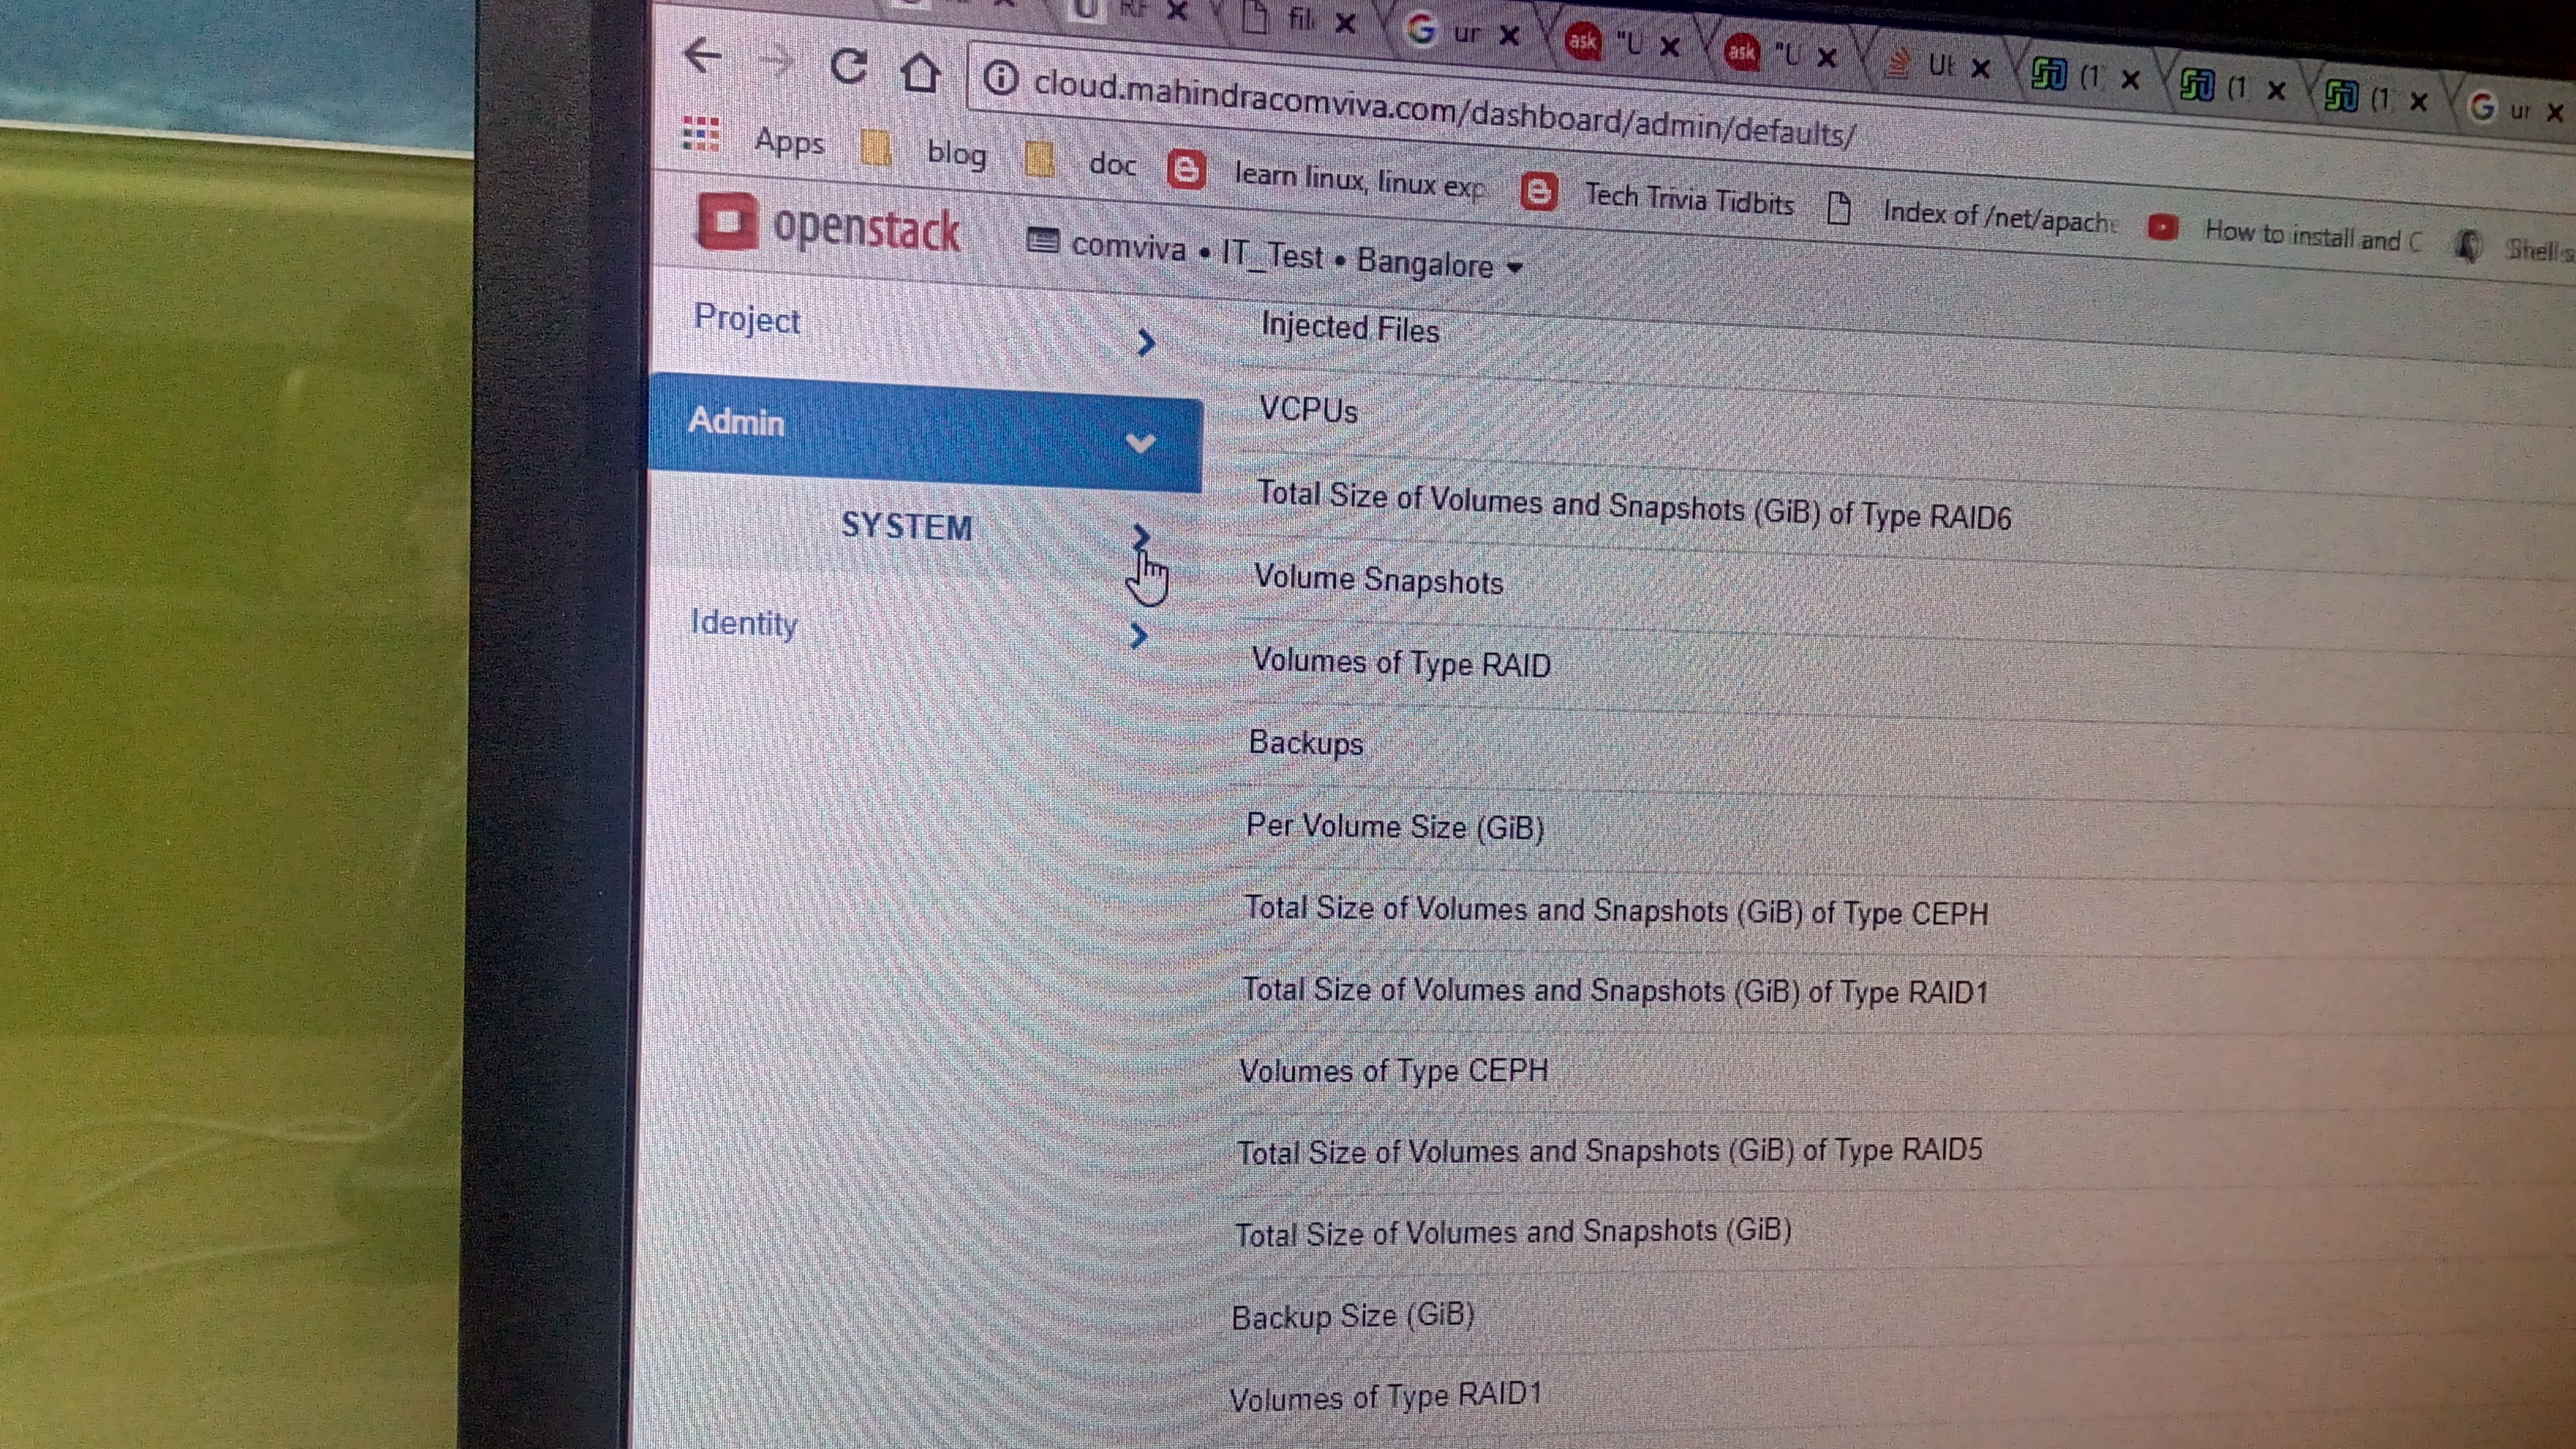 fil
ur
ask "U
ask "U
(1
(1
(1
ur
cloud.mahindracomviva.com/dashboard/admin/defaults/
Apps blog doc learn linux, linux exp Tech Trivia Tidbits Index of /net/apache How to install and C Shell
openstack comviva • IT_Test • Bangalore
Project
Admin
SYSTEM
Identity
Injected Files
VCPUs
Total Size of Volumes and Snapshots (GiB) of Type RAID6
Volume Snapshots
Volumes of Type RAID
Backups
Per Volume Size (GiB)
Total Size of Volumes and Snapshots (GiB) of Type CEPH
Total Size of Volumes and Snapshots (GiB) of Type RAID1
Volumes of Type CEPH
Total Size of Volumes and Snapshots (GiB) of Type RAID5
Total Size of Volumes and Snapshots (GiB)
Backup Size (GiB)
Volumes of Type RAID1